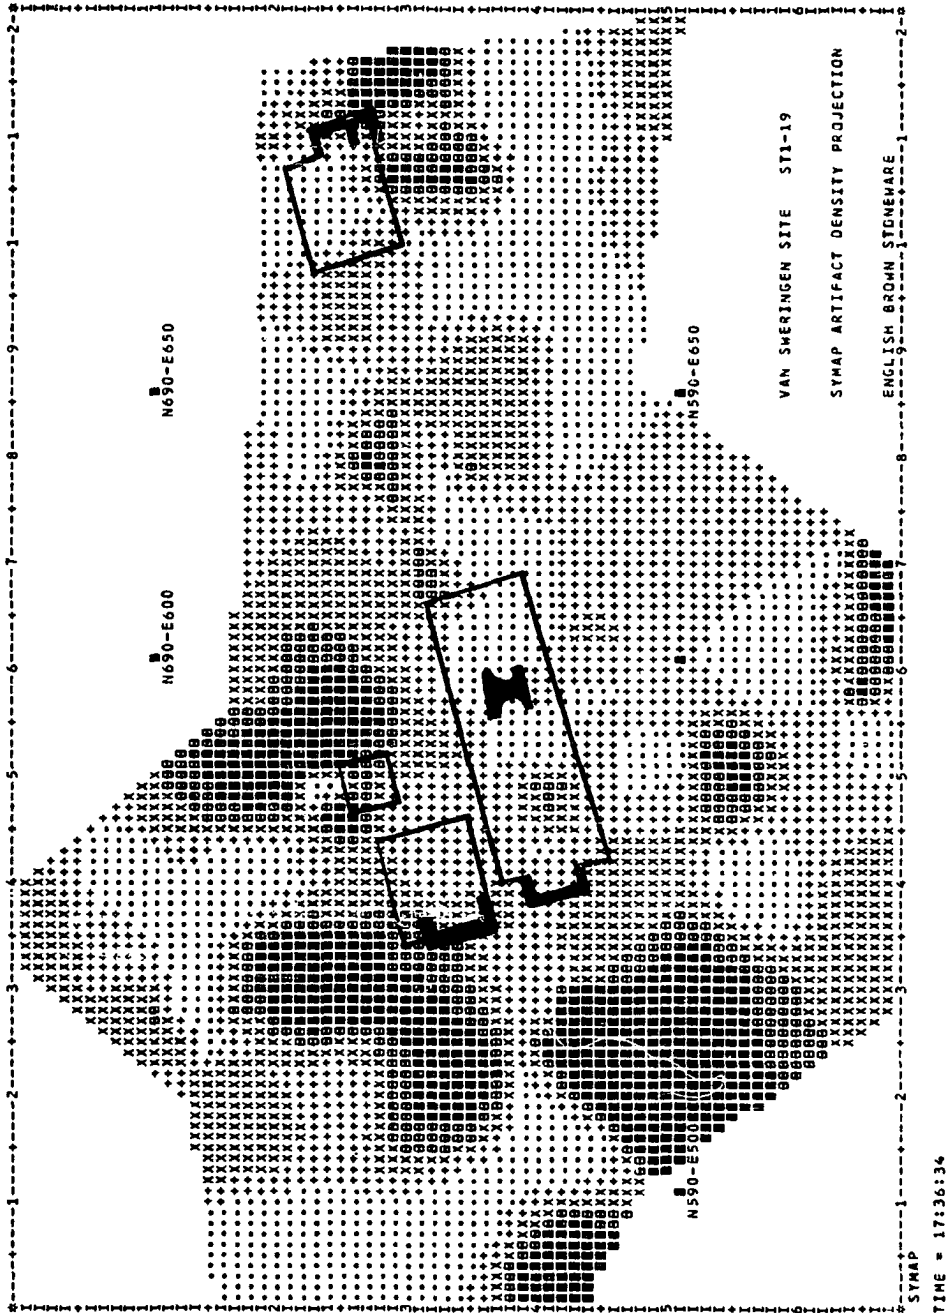 N690-E600
N690-E650
N590-E500
N590-E650
VAN SWERINGEN SITE ST1-19
SYMAP ARTIFACT DENSITY PROJECTION
ENGLISH BROWN STONEWARE
SYMAP
TIME = 17:36:34